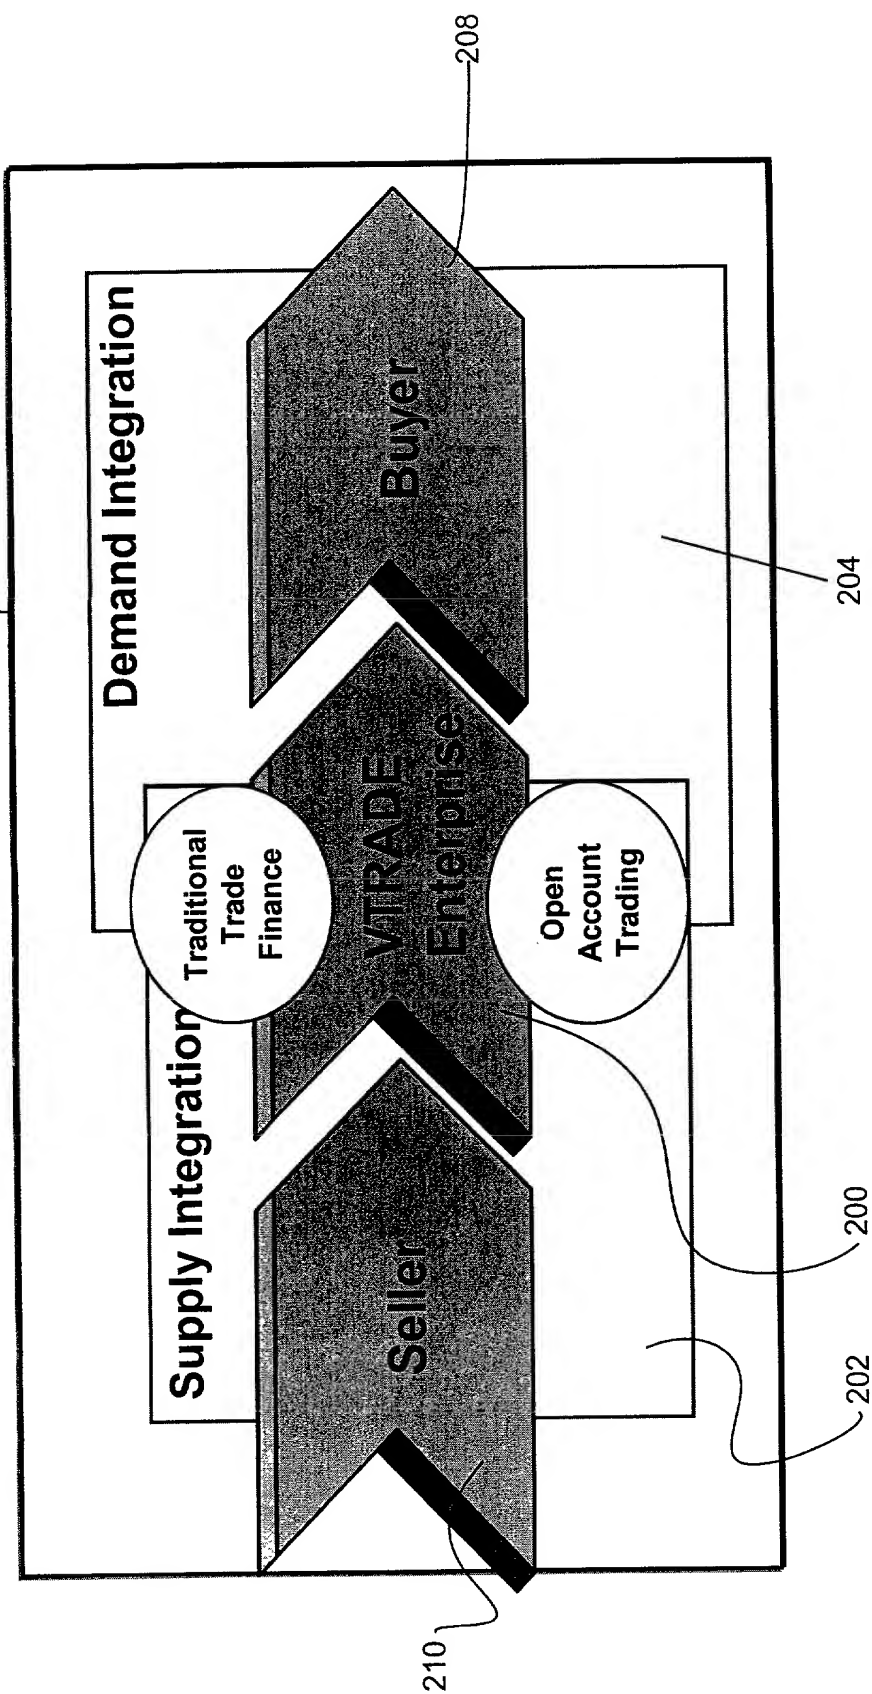 Supply Integration
Demand Integration
Traditional
Trade
Finance
Seller
VTRADE
Enterprise
Buyer
Open
Account
Trading
210
202
200
204
208